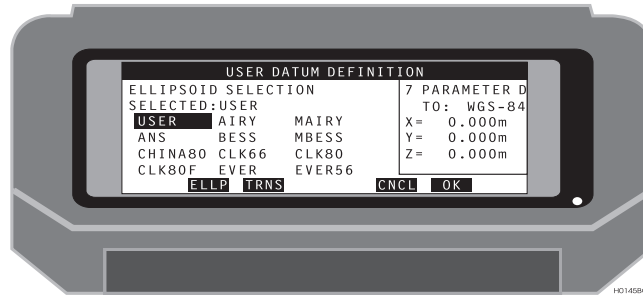 USER DATUM DEFINITION
ELLIPSOID SELECTION
SELECTED:USER
USER AIRY MAIRY
ANS BESS MBESS
CHINA80 CLK66 CLK80
CLK80F EVER EVER56
7 PARAMETER D
TO: WGS-84
X= 0.000m
Y= 0.000m
Z= 0.000m
ELLP TRNS CNCL OK